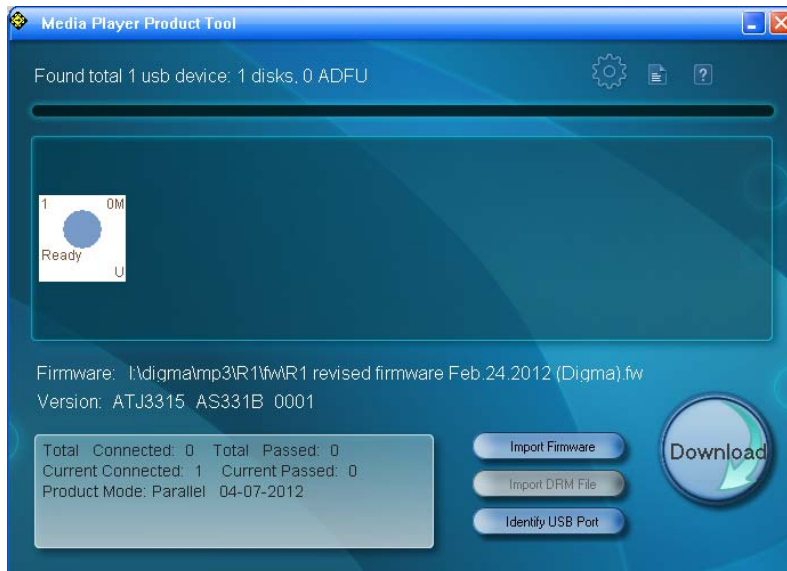 Media Player Product Tool
Found total 1 usb device: 1 disks, 0 ADFU
1 0M
Ready
U
Firmware: I:\digma\mp3\R1\fw\R1 revised firmware Feb.24.2012 (Digma).fw
Version: ATJ3315 AS331B 0001
Total Connected: 0 Total Passed: 0
Current Connected: 1 Current Passed: 0
Product Mode: Parallel 04-07-2012
Import Firmware
Import DRM File
Identify USB Port
Download